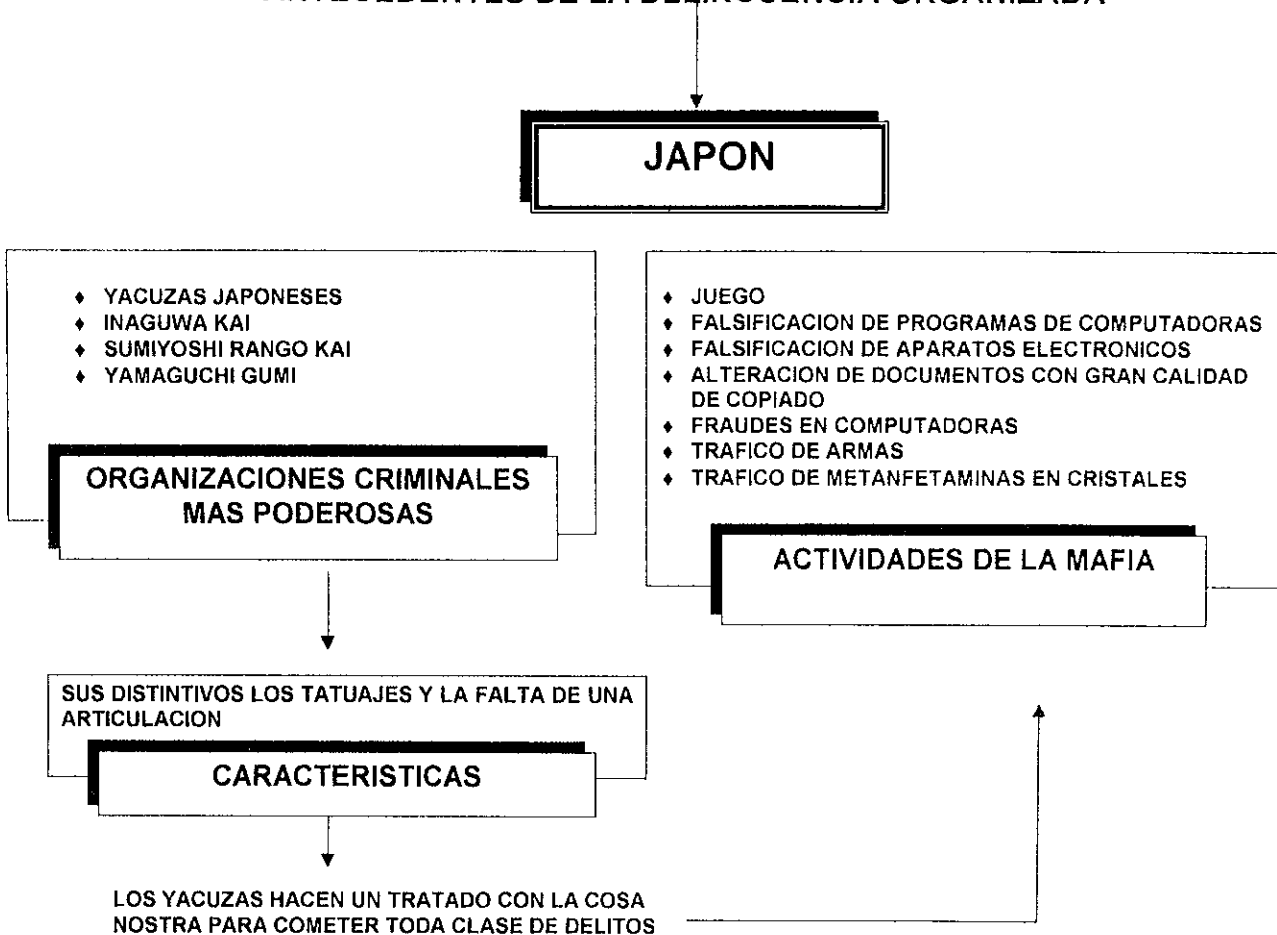 DE LA
JAPON
♦ YACUZAS JAPONESES
♦ INAGUWA KAI
♦ SUMIYOSHI RANGO KAI
♦ YAMAGUCHI GUMI
ORGANIZACIONES CRIMINALES
MAS PODEROSAS
♦ JUEGO
♦ FALSIFICACION DE PROGRAMAS DE COMPUTADORAS
♦ FALSIFICACION DE APARATOS ELECTRONICOS
♦ ALTERACION DE DOCUMENTOS CON GRAN CALIDAD
DE COPIADO
♦ FRAUDES EN COMPUTADORAS
♦ TRAFICO DE ARMAS
♦ TRAFICO DE METANFETAMINAS EN CRISTALES
ACTIVIDADES DE LA MAFIA
SUS DISTINTIVOS LOS TATUAJES Y LA FALTA DE UNA
ARTICULACION
CARACTERISTICAS
LOS YACUZAS HACEN UN TRATADO CON LA COSA
NOSTRA PARA COMETER TODA CLASE DE DELITOS